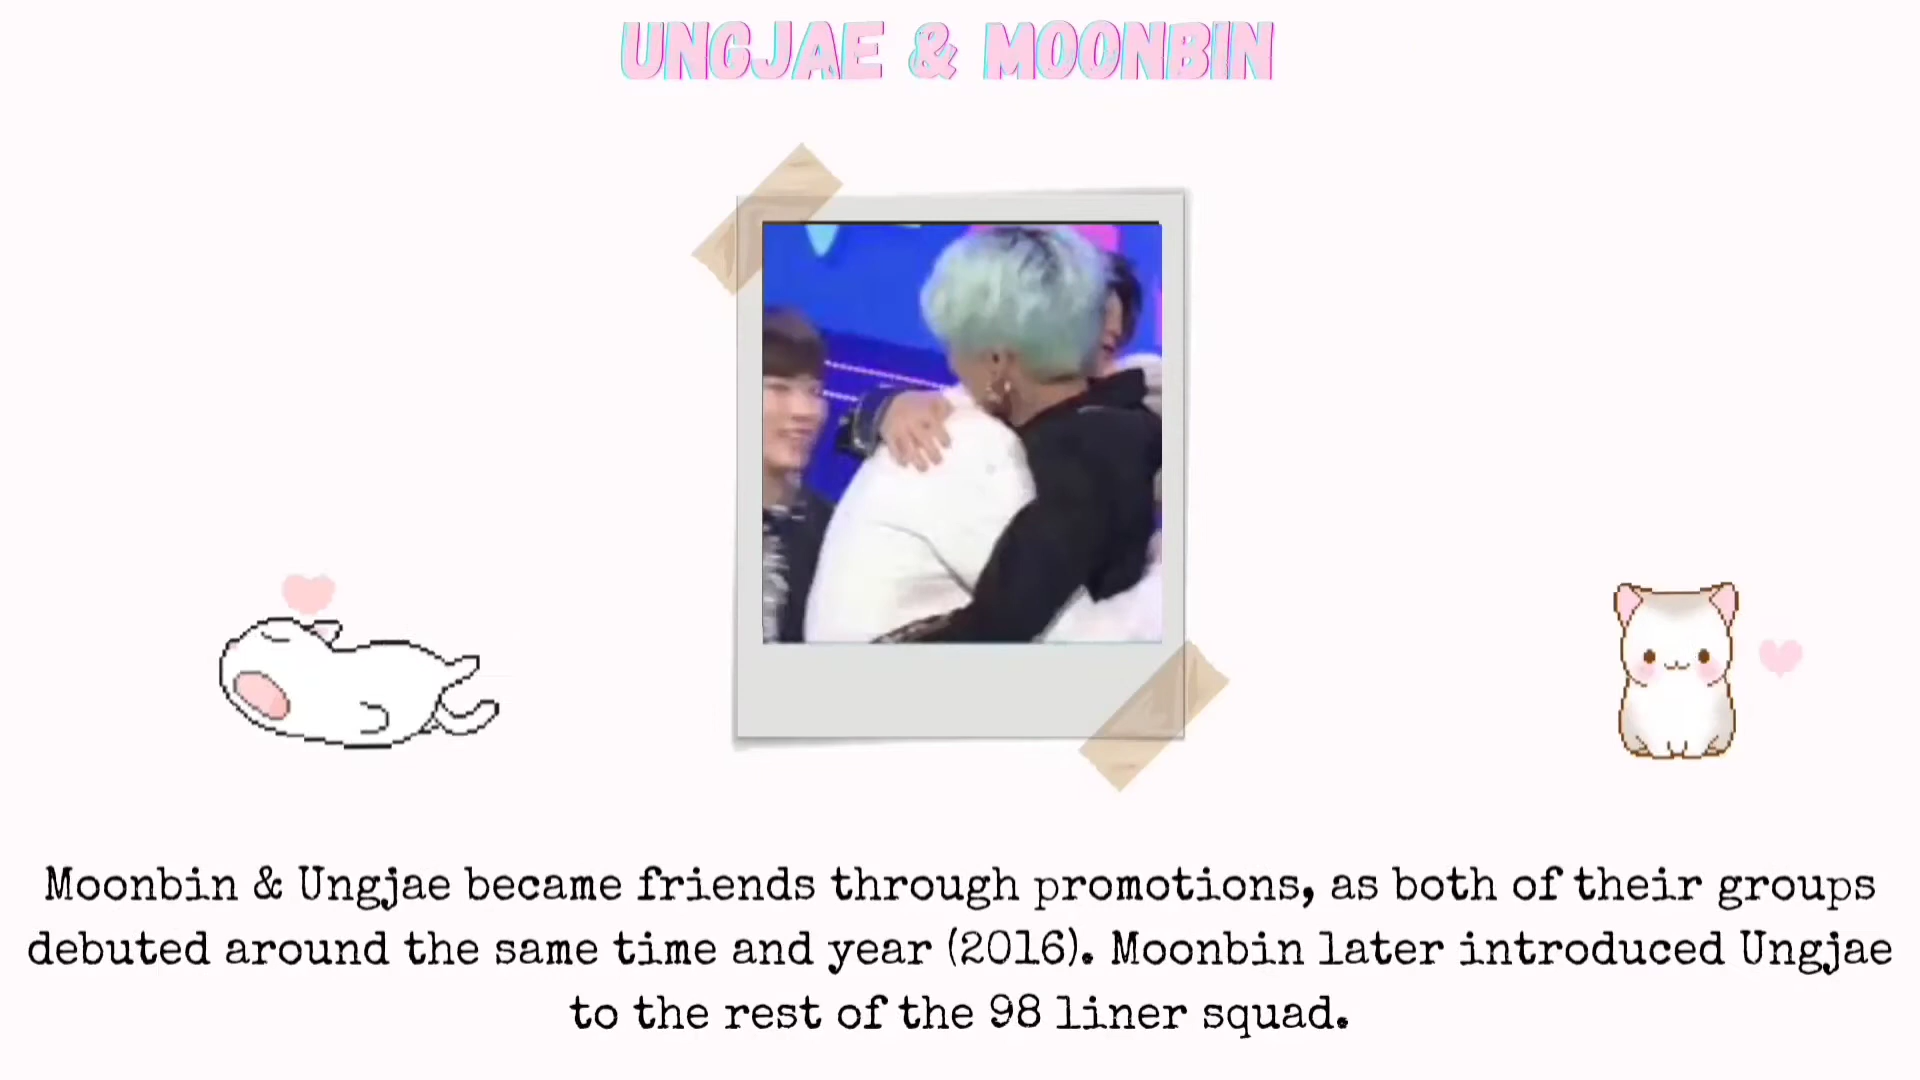 UNGJAE & MOONBIN
Moonbin & Ungjae became friends through promotions, as both of their groups
debuted around the same time and year (2016). Moonbin later introduced Ungjae
to the rest of the 98 liner squad.